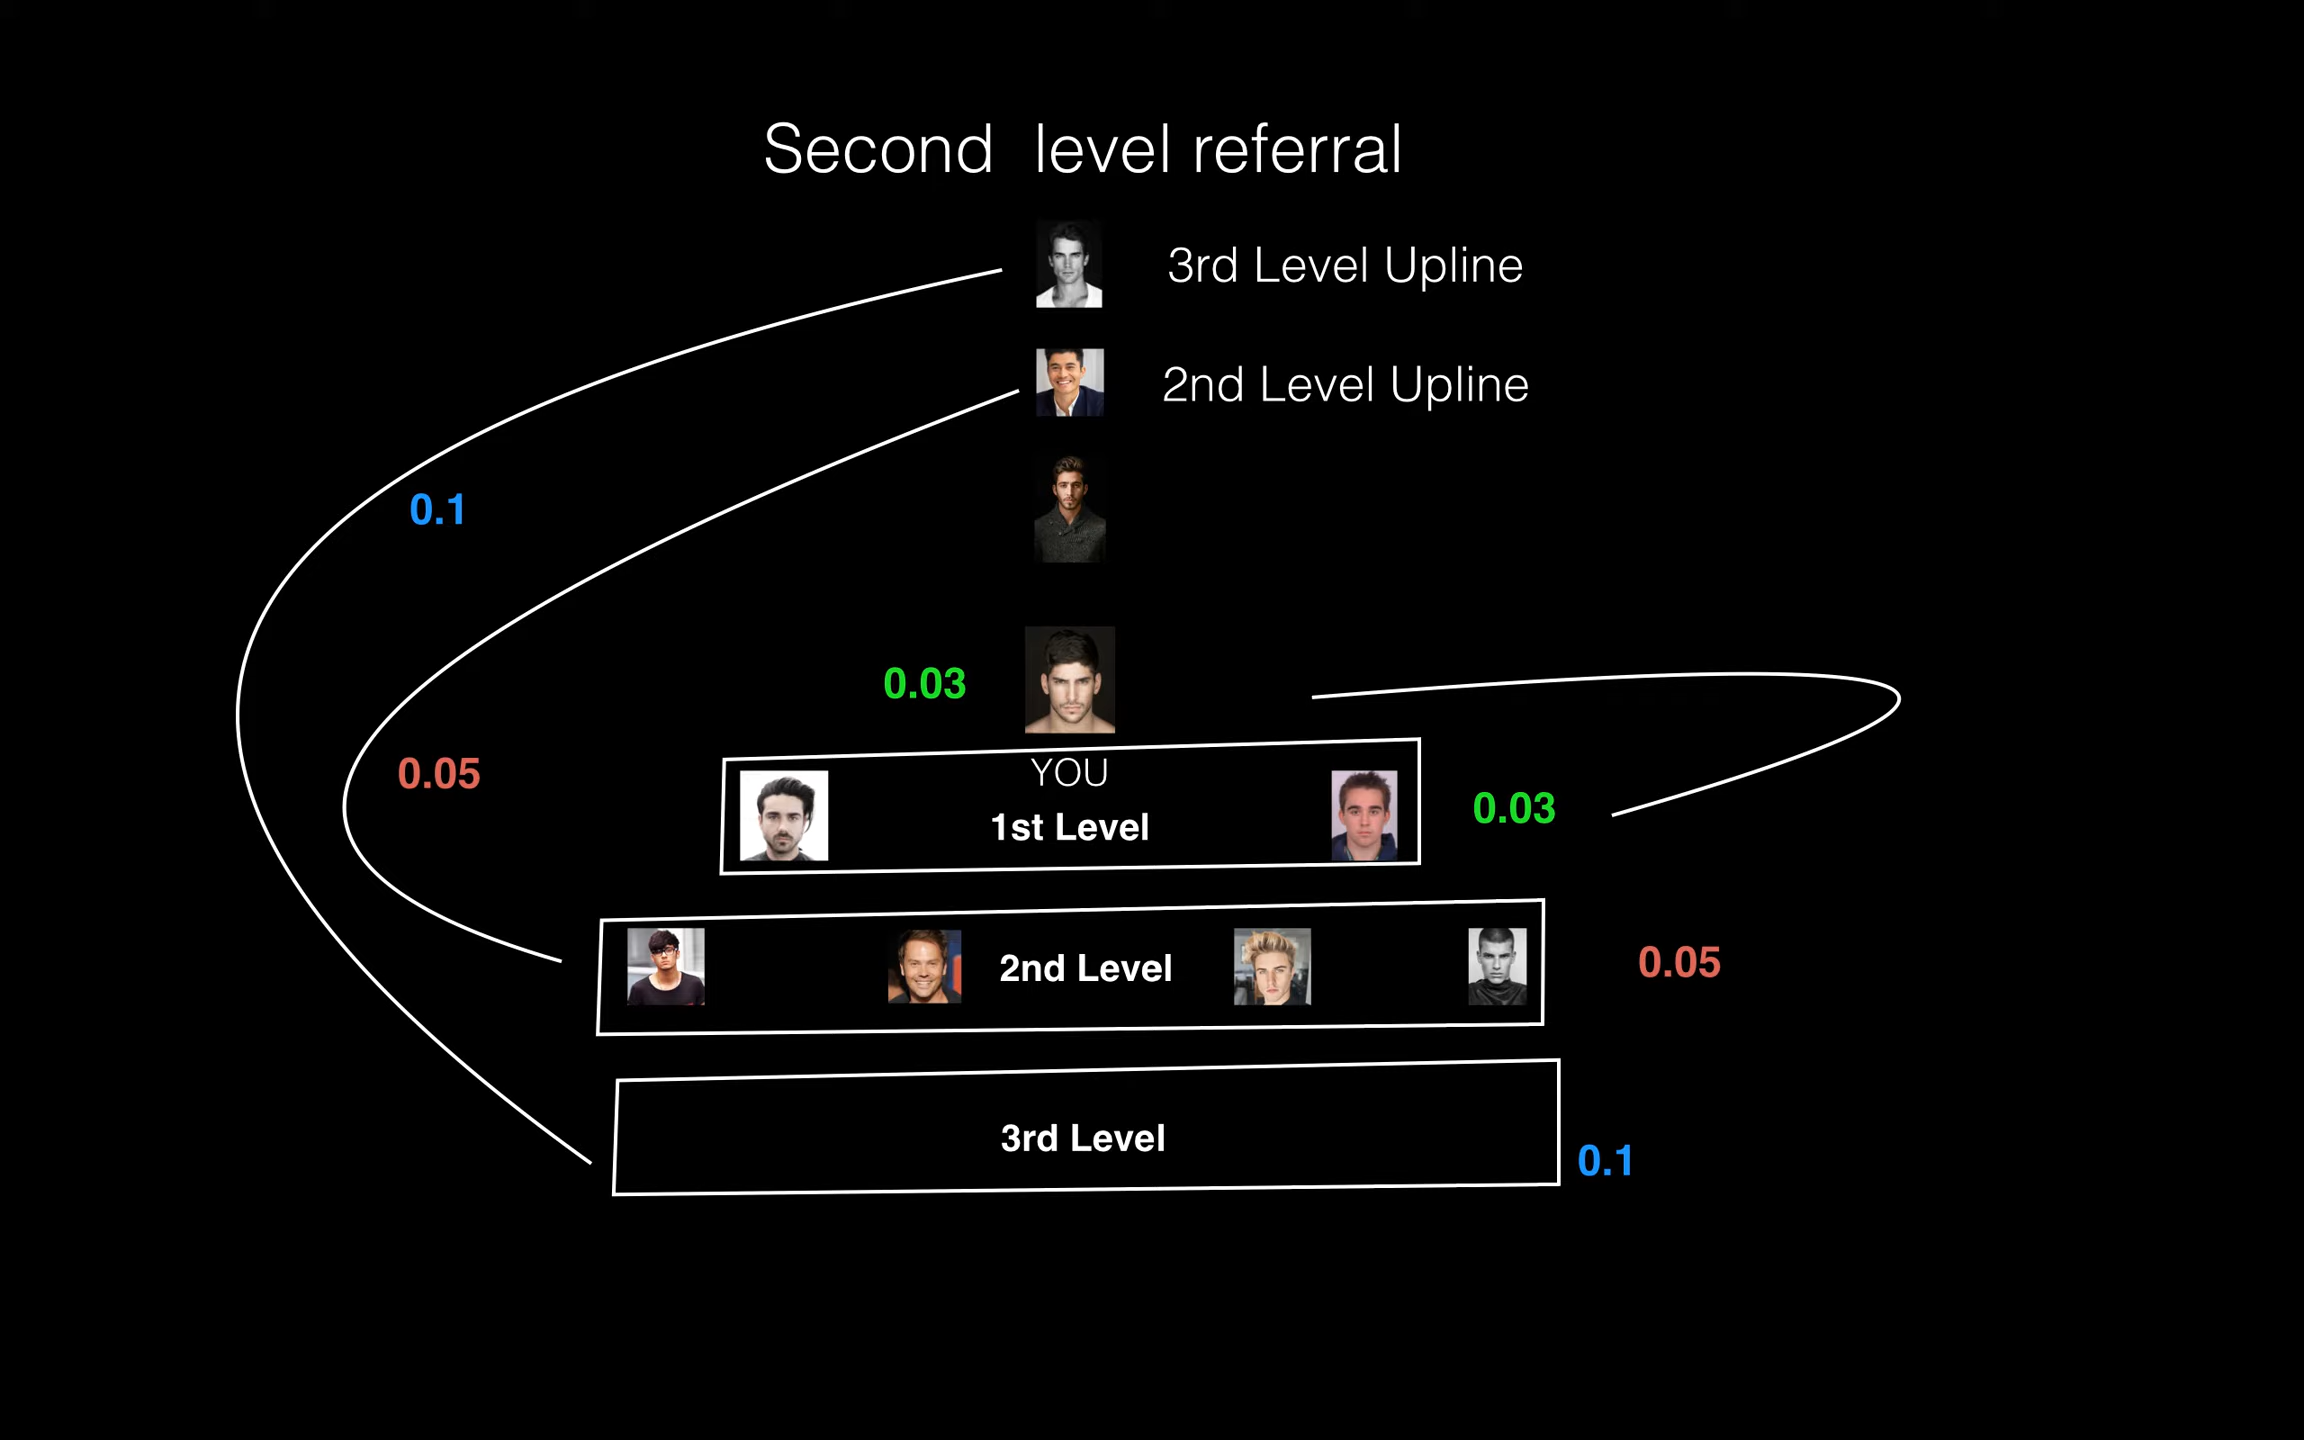 Second level referral
3rd Level Upline
2nd Level Upline
0.1
0.03
0.05
YOU
1st Level
0.03
2nd Level
0.05
3rd Level
0.1